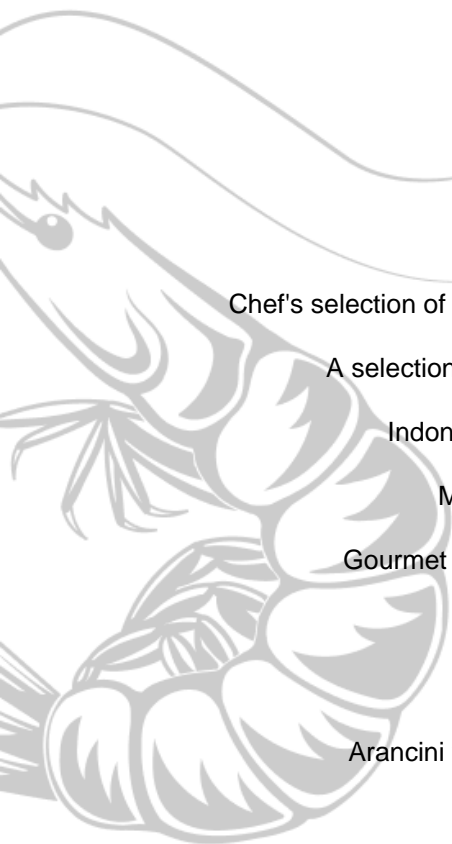 Chef's selection of
A selection
Indon
M
Gourmet
Arancini